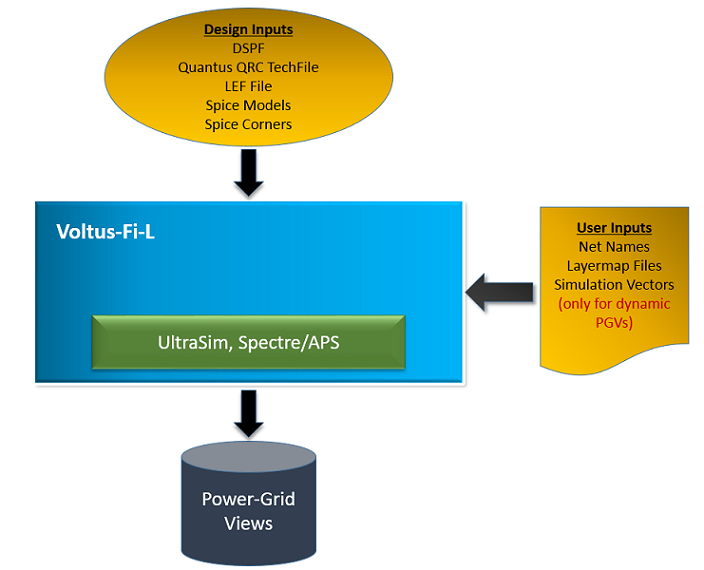 Design Inputs
DSPF
Quantus QRC TechFile
LEF File
Spice Models
Spice Corners
Voltus-Fi-L
UltraSim, Spectre/APS
User Inputs
Net Names
Layermap Files
Simulation Vectors
(only for dynamic
PGVs)
Power-Grid
Views